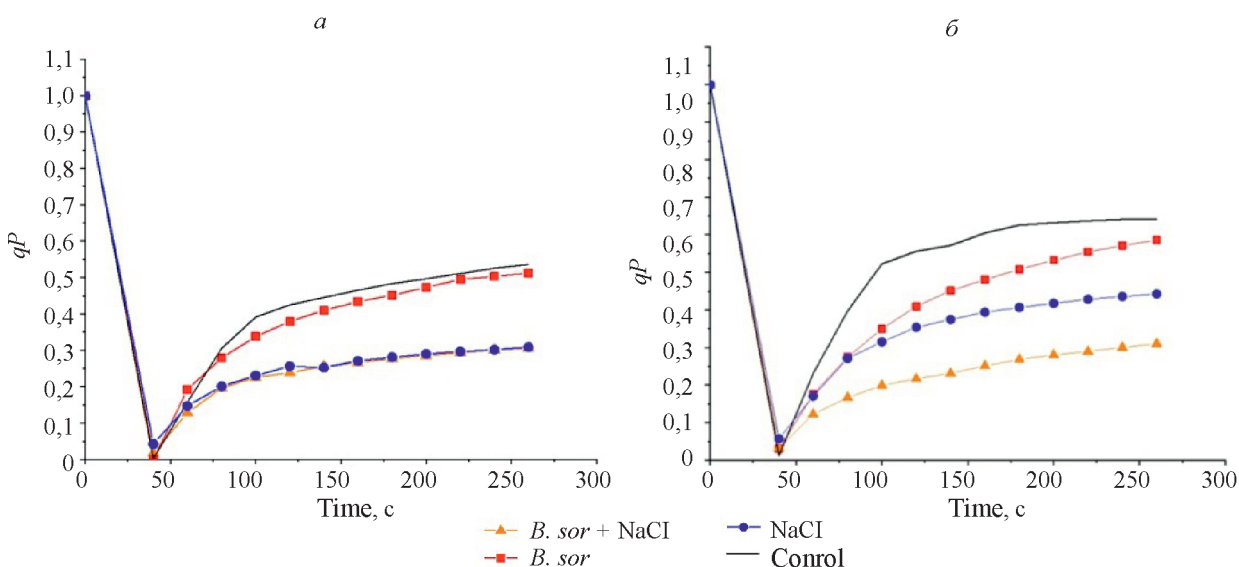 а
б
1,1
1,0
0,9
0,8
0,7
0,6
0,5
0,4
0,3
0,2
0,1
0
qP
0 50 100 150 200 250 300
Time, с
1,1
1,0
0,9
0,8
0,7
0,6
0,5
0,4
0,3
0,2
0,1
0
qP
0 50 100 150 200 250 300
Time, с
B. sor + NaCI
NaCI
B. sor
Conrol